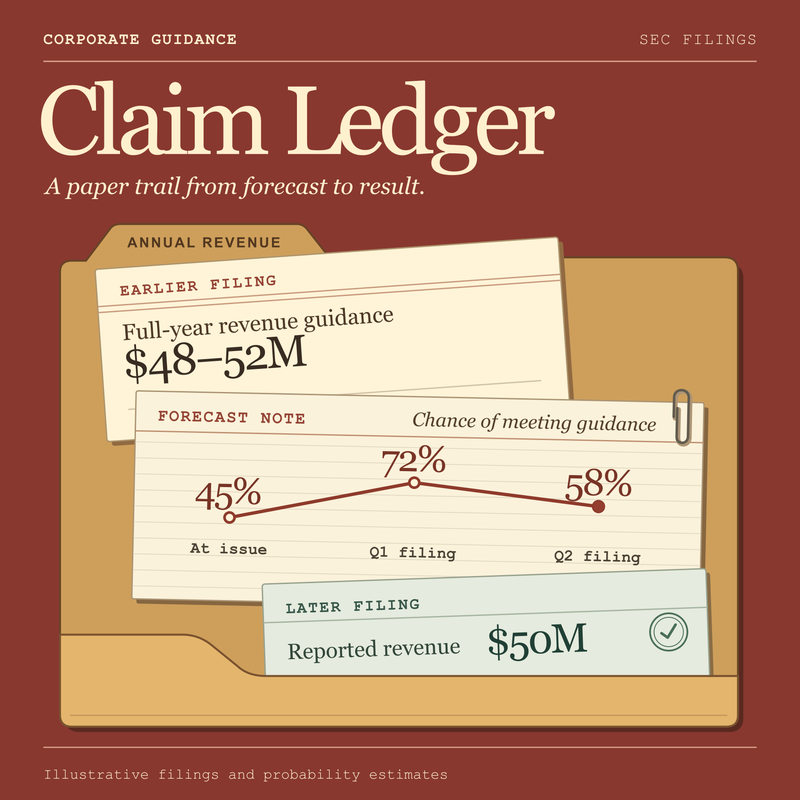 CORPORATE GUIDANCE
SEC FILINGS
Claim Ledger
A paper trail from forecast to result.
ANNUAL REVENUE
EARLIER FILING
Full-year revenue guidance
$48–52M
FORECAST NOTE
Chance of meeting guidance
45%
72%
58%
At issue
Q1 filing
Q2 filing
LATER FILING
Reported revenue $50M
Illustrative filings and probability estimates